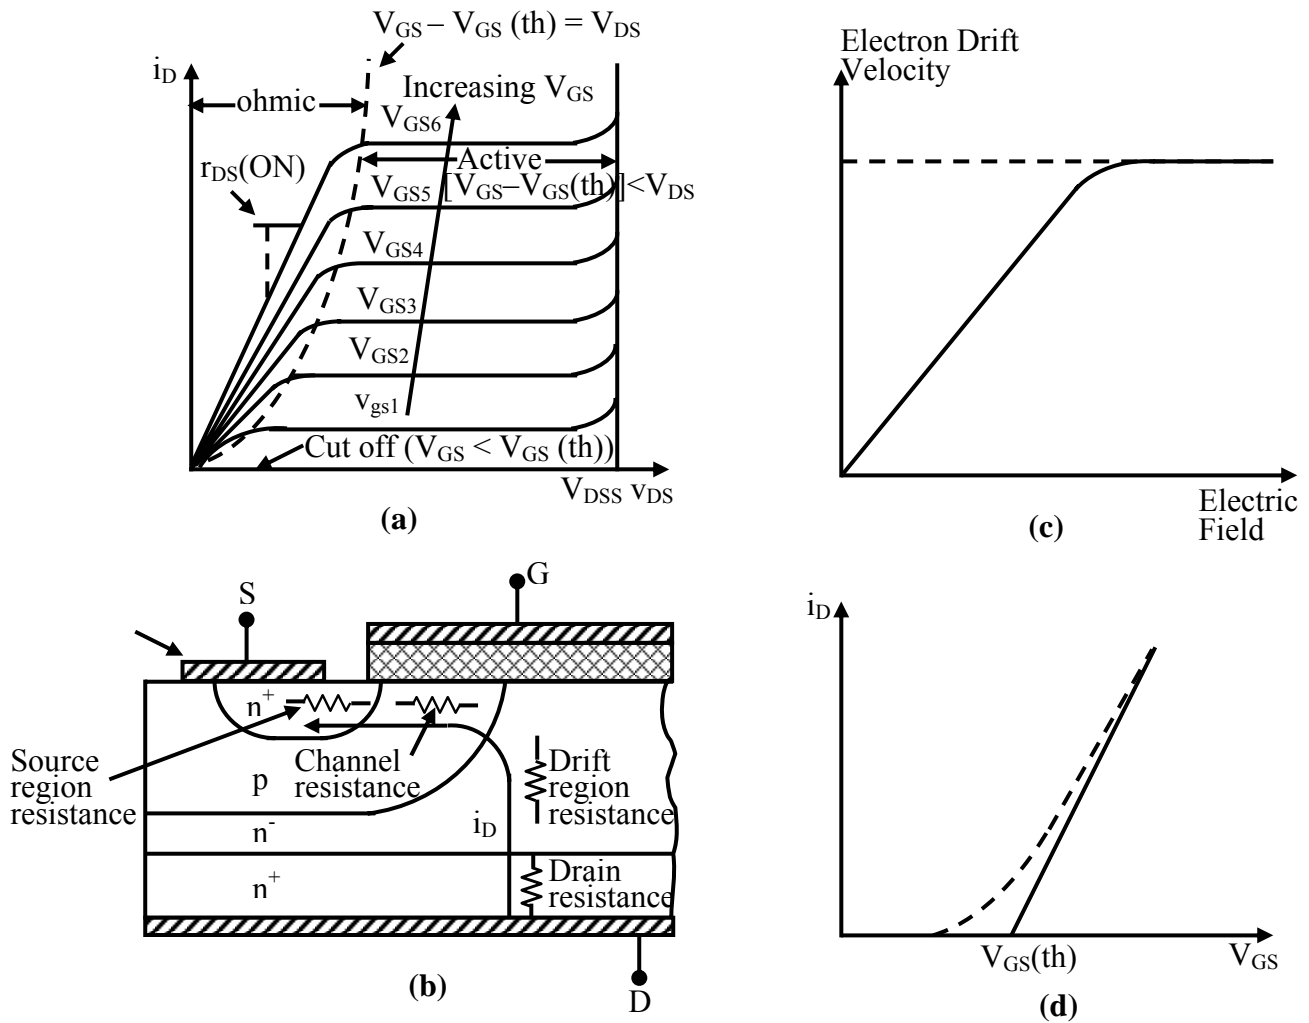 V_GS – V_GS (th) = V_DS
i_D
Increasing V_GS
ohmic
V_GS6
Active
r_DS(ON)
V_GS5 [V_GS–V_GS(th)]<V_DS
V_GS4
V_GS3
V_GS2
v_gs1
Cut off (V_GS < V_GS (th))
V_DSS v_DS
(a)
Electron Drift
Velocity
Electric
Field
(c)
S
G
n⁺
Source
region
resistance
Channel
resistance
Drift
region
resistance
p
i_D
n⁻
n⁺
Drain
resistance
D
(b)
i_D
V_GS(th)
V_GS
(d)